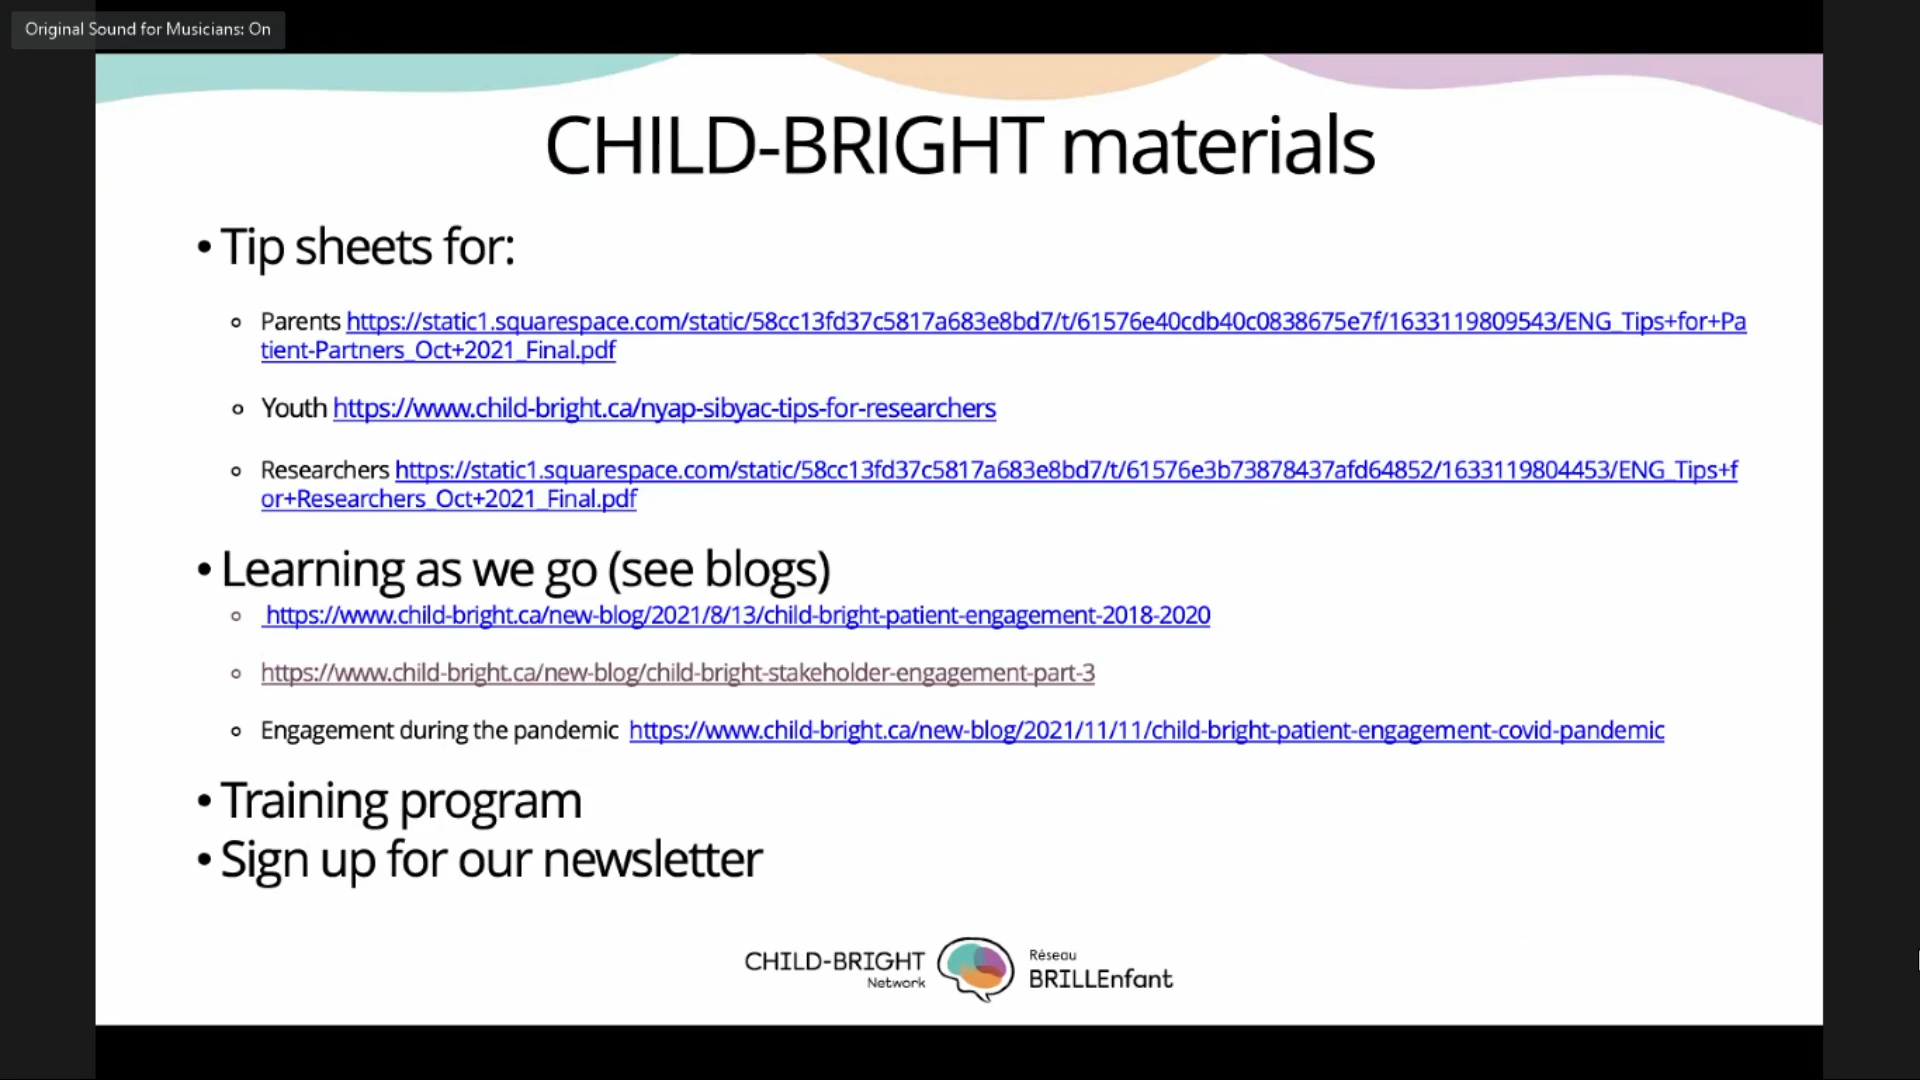 Original Sound for Musicians: On
CHILD-BRIGHT materials
• Tip sheets for:
○ Parents https://static1.squarespace.com/static/58cc13fd37c5817a683e8bd7/t/61576e40cdb40c0838675e7f/1633119809543/ENG_Tips+for+Pa
tient-Partners_Oct+2021_Final.pdf
○ Youth https://www.child-bright.ca/nyap-sibyac-tips-for-researchers
○ Researchers https://static1.squarespace.com/static/58cc13fd37c5817a683e8bd7/t/61576e3b73878437afd64852/1633119804453/ENG_Tips+f
or+Researchers_Oct+2021_Final.pdf
• Learning as we go (see blogs)
○ https://www.child-bright.ca/new-blog/2021/8/13/child-bright-patient-engagement-2018-2020
○ https://www.child-bright.ca/new-blog/child-bright-stakeholder-engagement-part-3
○ Engagement during the pandemic https://www.child-bright.ca/new-blog/2021/11/11/child-bright-patient-engagement-covid-pandemic
• Training program
• Sign up for our newsletter
CHILD-BRIGHT
Network
Réseau
BRILLEnfant